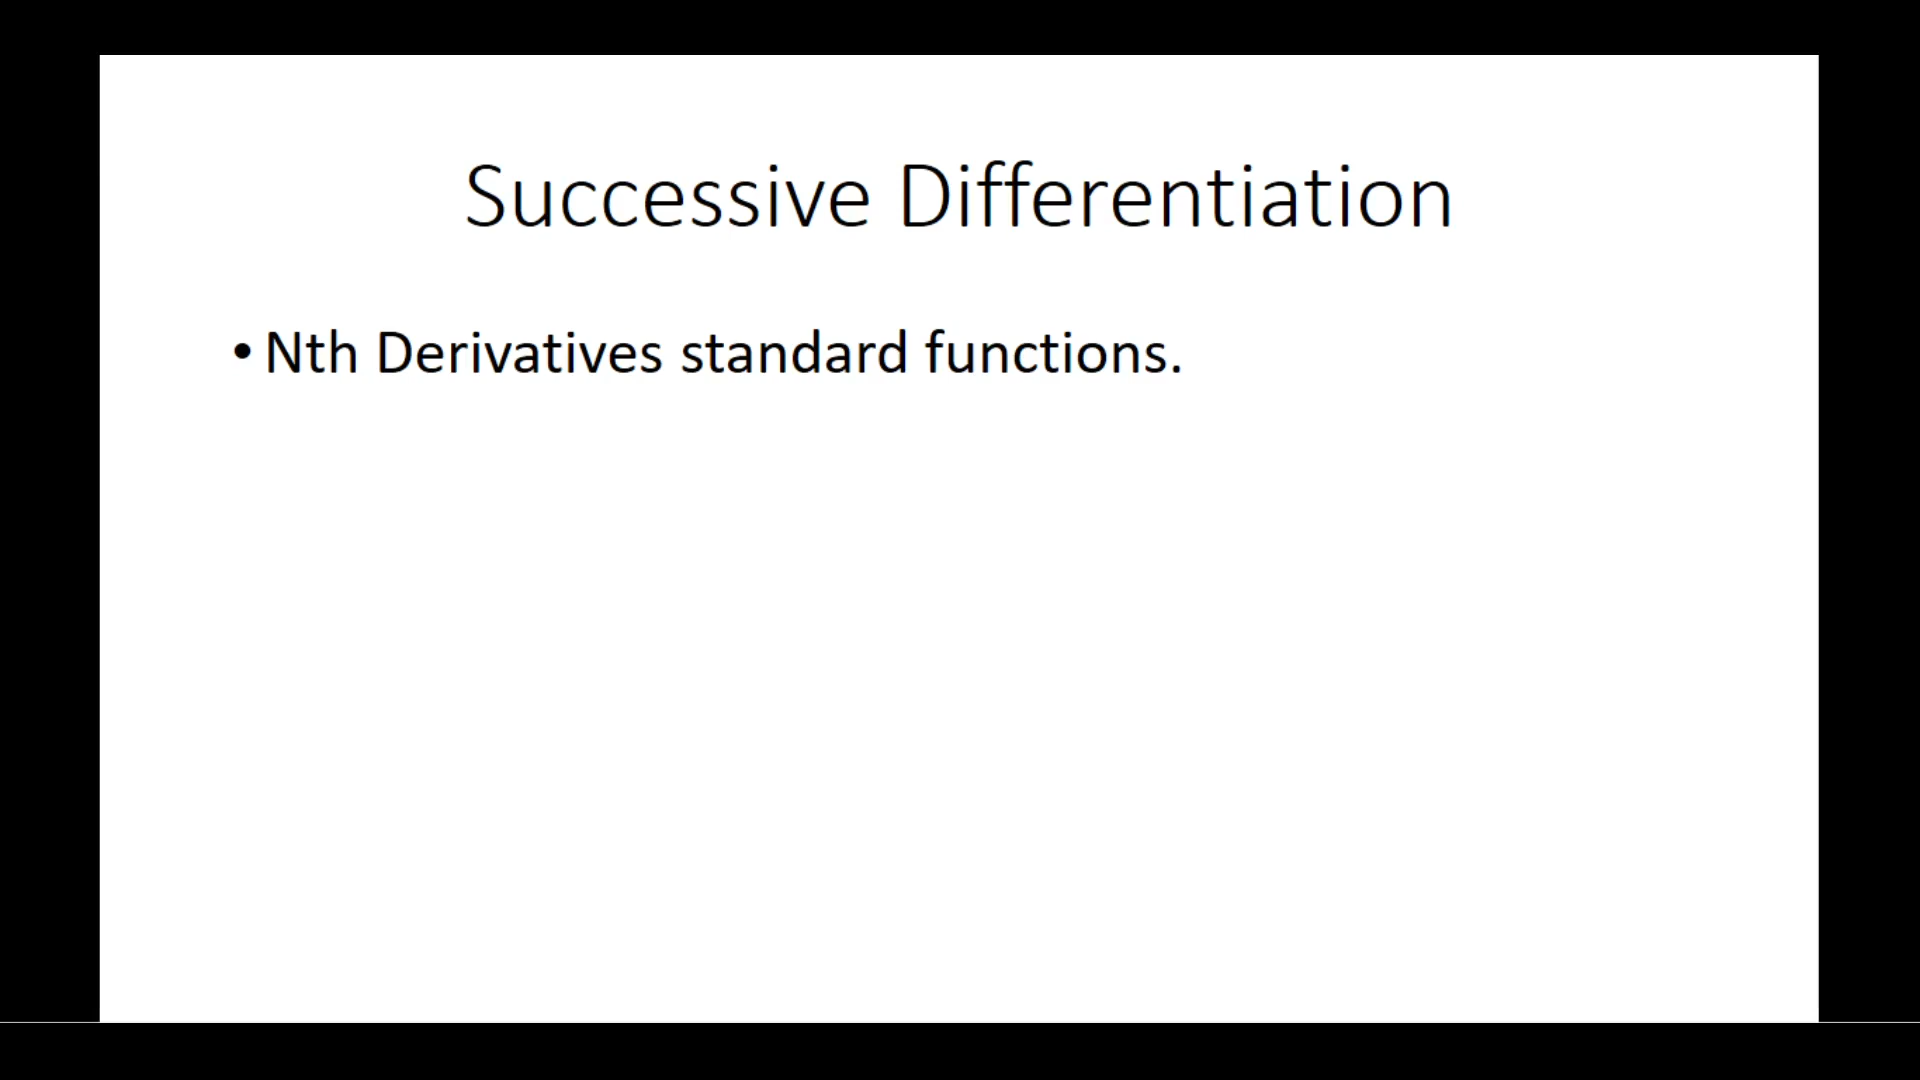 Successive Differentiation
• Nth Derivatives standard functions.